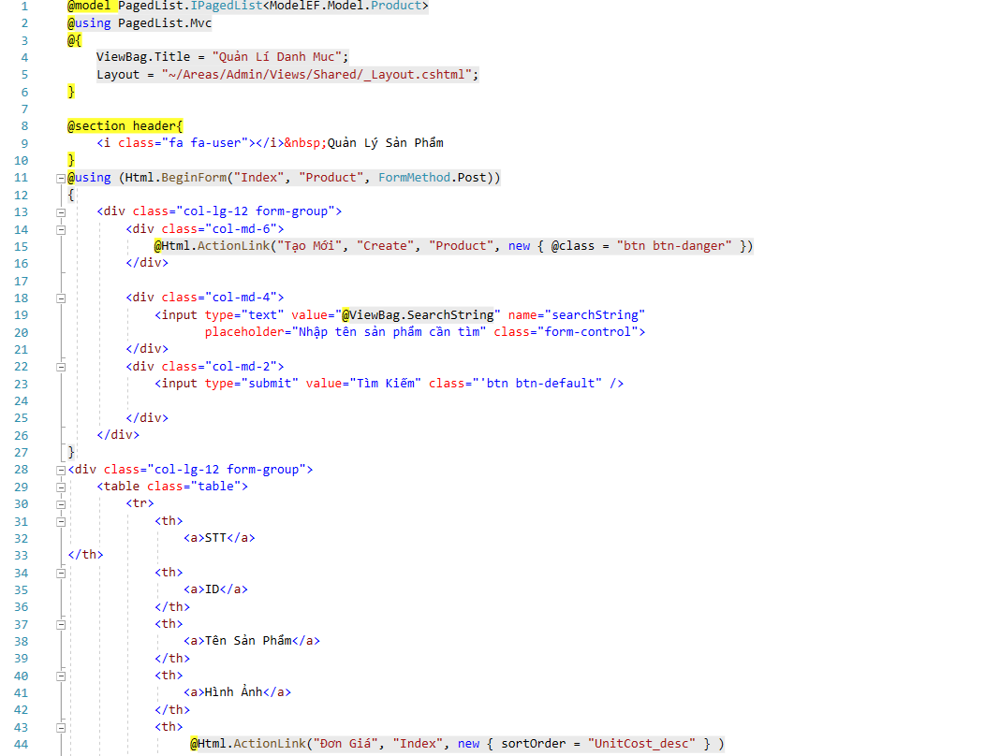 1 @model PagedList.IPagedList<ModelEF.Model.Product>
2 @using PagedList.Mvc
3 @{
4 ViewBag.Title = "Quản Lí Danh Muc";
5 Layout = "~/Areas/Admin/Views/Shared/_Layout.cshtml";
6 }
7
8 @section header{
9 <i class="fa fa-user"></i>&nbsp;Quản Lý Sản Phẩm
10 }
11 @using (Html.BeginForm("Index", "Product", FormMethod.Post))
12 {
13 <div class="col-lg-12 form-group">
14 <div class="col-md-6">
15 @Html.ActionLink("Tạo Mới", "Create", "Product", new { @class = "btn btn-danger" })
16 </div>
17
18 <div class="col-md-4">
19 <input type="text" value="@ViewBag.SearchString" name="searchString"
20 placeholder="Nhập tên sản phẩm cần tìm" class="form-control">
21 </div>
22 <div class="col-md-2">
23 <input type="submit" value="Tìm Kiếm" class="'btn btn-default" />
24
25 </div>
26 </div>
27 }
28 <div class="col-lg-12 form-group">
29 <table class="table">
30 <tr>
31 <th>
32 <a>STT</a>
33 </th>
34 <th>
35 <a>ID</a>
36 </th>
37 <th>
38 <a>Tên Sản Phẩm</a>
39 </th>
40 <th>
41 <a>Hình Ảnh</a>
42 </th>
43 <th>
44 @Html.ActionLink("Đơn Giá", "Index", new { sortOrder = "UnitCost_desc" } )